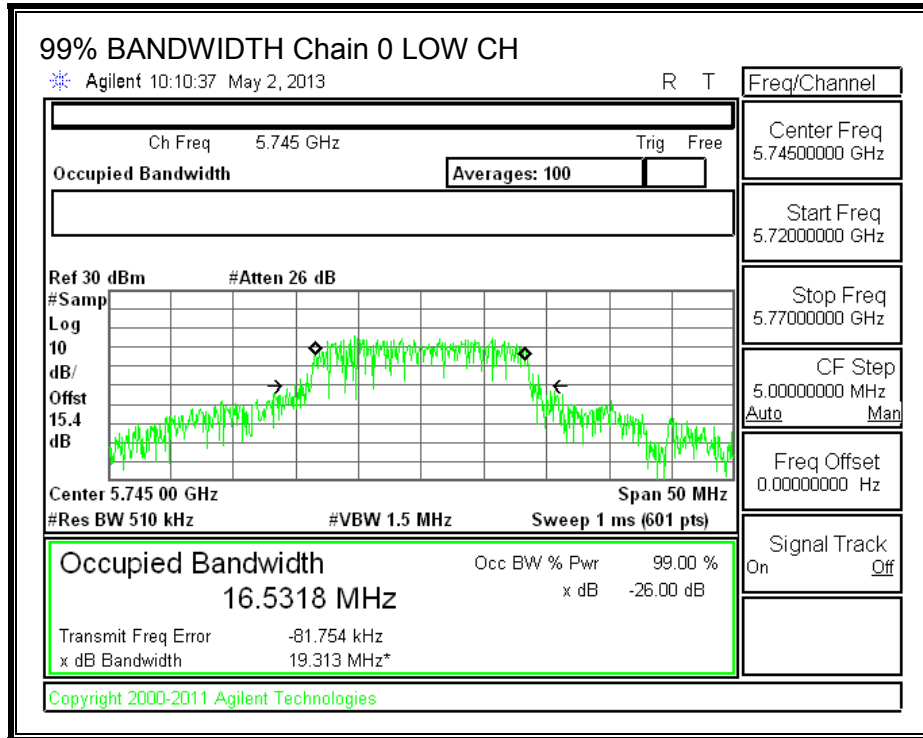 99% BANDWIDTH Chain 0 LOW CH
Agilent 10:10:37 May 2, 2013 R T
Ch Freq 5.745 GHz Trig Free
Occupied Bandwidth Averages: 100
Ref 30 dBm #Atten 26 dB
#Samp
Log
10
dB/
Offst
15.4
dB
Center 5.745 00 GHz Span 50 MHz
#Res BW 510 kHz #VBW 1.5 MHz Sweep 1 ms (601 pts)
Occupied Bandwidth Occ BW % Pwr 99.00 %
16.5318 MHz x dB -26.00 dB
Transmit Freq Error -81.754 kHz
x dB Bandwidth 19.313 MHz*
Copyright 2000-2011 Agilent Technologies
Freq/Channel
Center Freq
5.74500000 GHz
Start Freq
5.72000000 GHz
Stop Freq
5.77000000 GHz
CF Step
5.00000000 MHz
Auto Man
Freq Offset
0.00000000 Hz
Signal Track
On Off